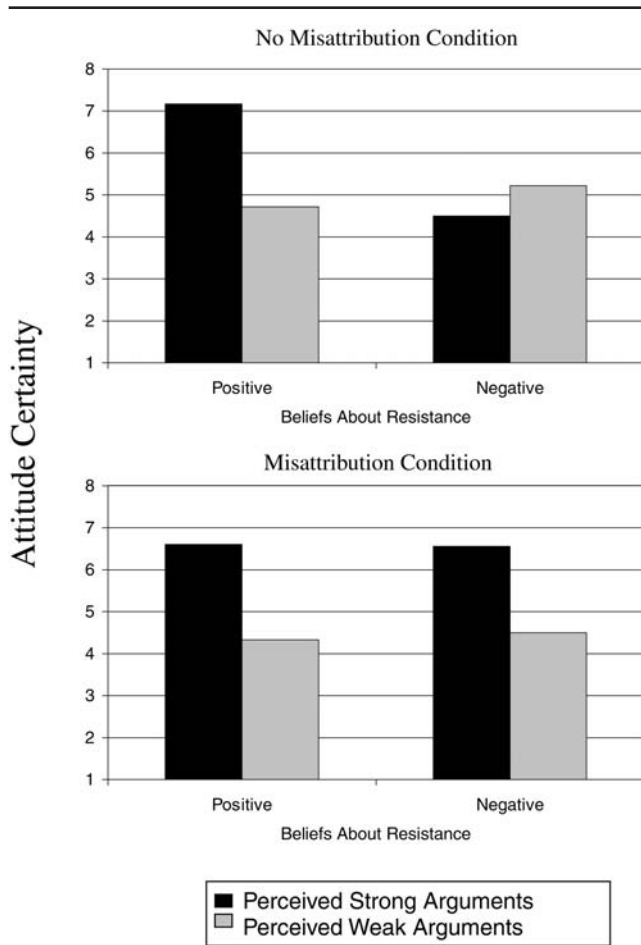 No Misattribution Condition
8
7
6
5
4
3
2
1
Positive Negative
Beliefs About Resistance
Attitude Certainty
Misattribution Condition
8
7
6
5
4
3
2
1
Positive Negative
Beliefs About Resistance
Perceived Strong Arguments
Perceived Weak Arguments